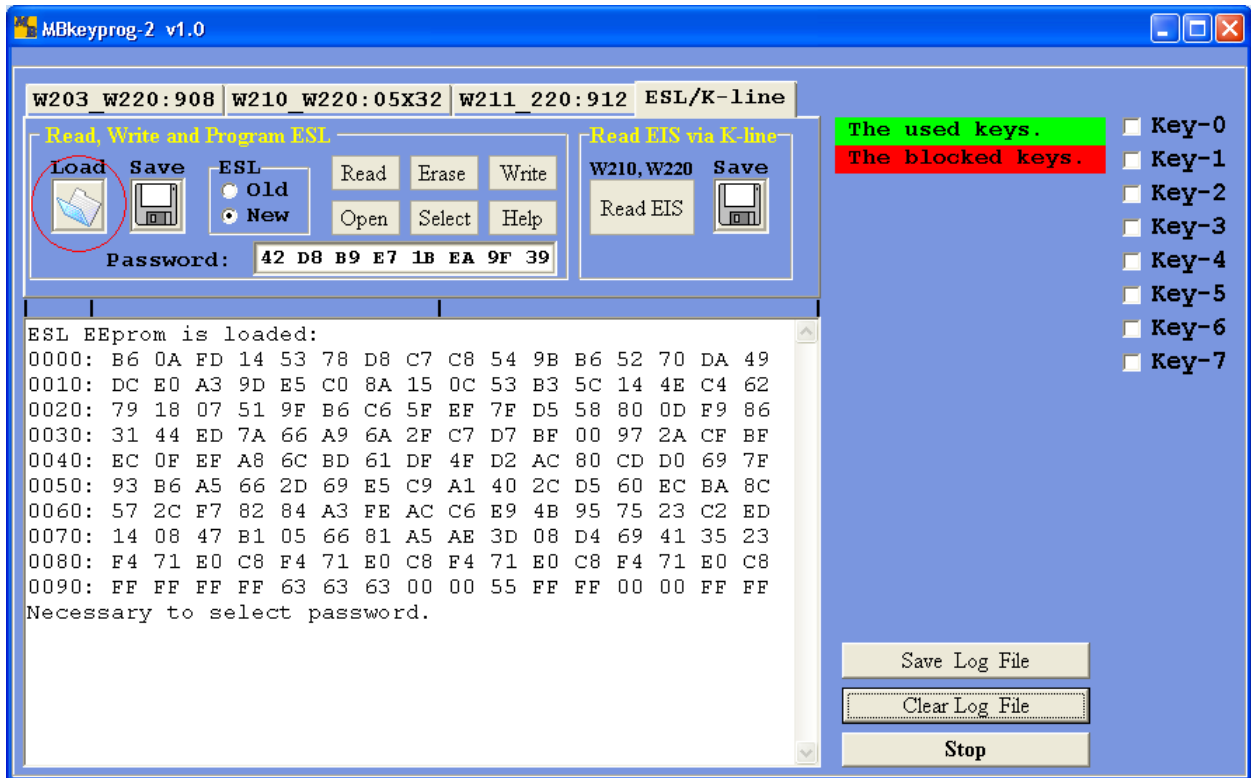 MBkeyprog-2 v1.0
W203_W220:908 W210_W220:05X32 W211_220:912 ESL/K-line
Read, Write and Program ESL
Load Save ESL Old New
Read Erase Write
Open Select Help
Password: 42 D8 B9 E7 1B EA 9F 39
Read EIS via K-line
W210, W220 Save
Read EIS
The used keys.
The blocked keys.
Key-0
Key-1
Key-2
Key-3
Key-4
Key-5
Key-6
Key-7
ESL EEprom is loaded:
0000: B6 0A FD 14 53 78 D8 C7 C8 54 9B B6 52 70 DA 49
0010: DC E0 A3 9D E5 C0 8A 15 0C 53 B3 5C 14 4E C4 62
0020: 79 18 07 51 9F B6 C6 5F EF 7F D5 58 80 0D F9 86
0030: 31 44 ED 7A 66 A9 6A 2F C7 D7 BF 00 97 2A CF BF
0040: EC 0F EF A8 6C BD 61 DF 4F D2 AC 80 CD D0 69 7F
0050: 93 B6 A5 66 2D 69 E5 C9 A1 40 2C D5 60 EC BA 8C
0060: 57 2C F7 82 84 A3 FE AC C6 E9 4B 95 75 23 C2 ED
0070: 14 08 47 B1 05 66 81 A5 AE 3D 08 D4 69 41 35 23
0080: F4 71 E0 C8 F4 71 E0 C8 F4 71 E0 C8 F4 71 E0 C8
0090: FF FF FF FF 63 63 63 00 00 55 FF FF 00 00 FF FF
Necessary to select password.
Save Log File
Clear Log File
Stop